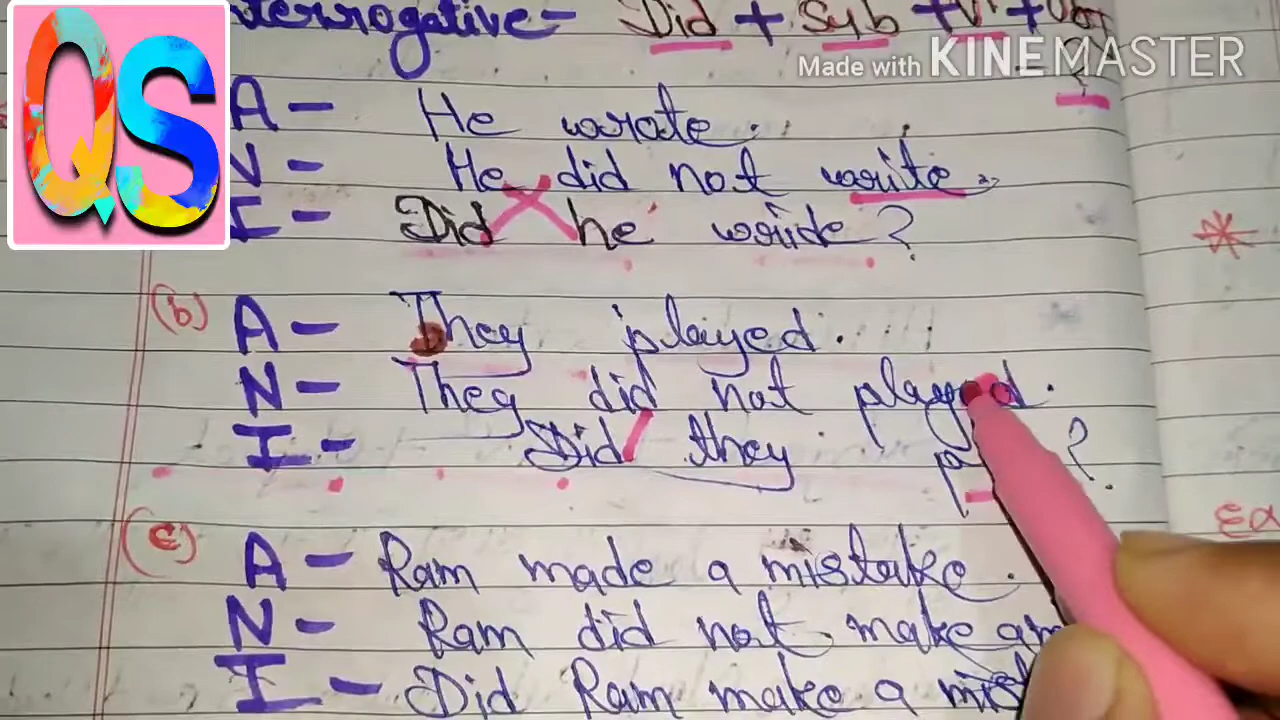 Interrogative - Did + Sub + V¹ + Obj
?
Made with KINEMASTER
QS
A - He wrote.
N - He did not write.
I - Did he write?
(b) A - They played.
N - They did not played.
I - Did they ?
(c) A - Ram made a mistake.
N - Ram did not make a
I - Did Ram make a